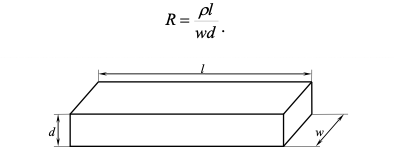 R = ρl / wd .
l
d
w